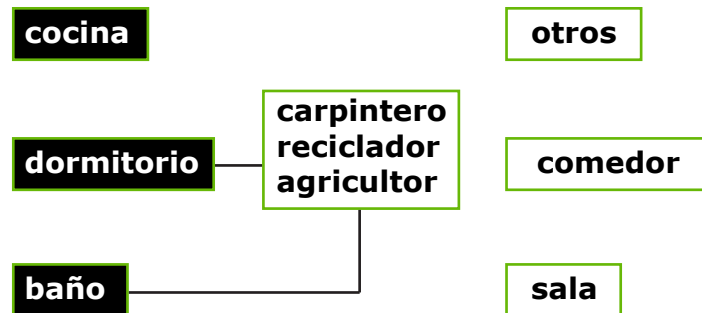 cocina
otros
carpintero
reciclador
agricultor
dormitorio
comedor
baño
sala